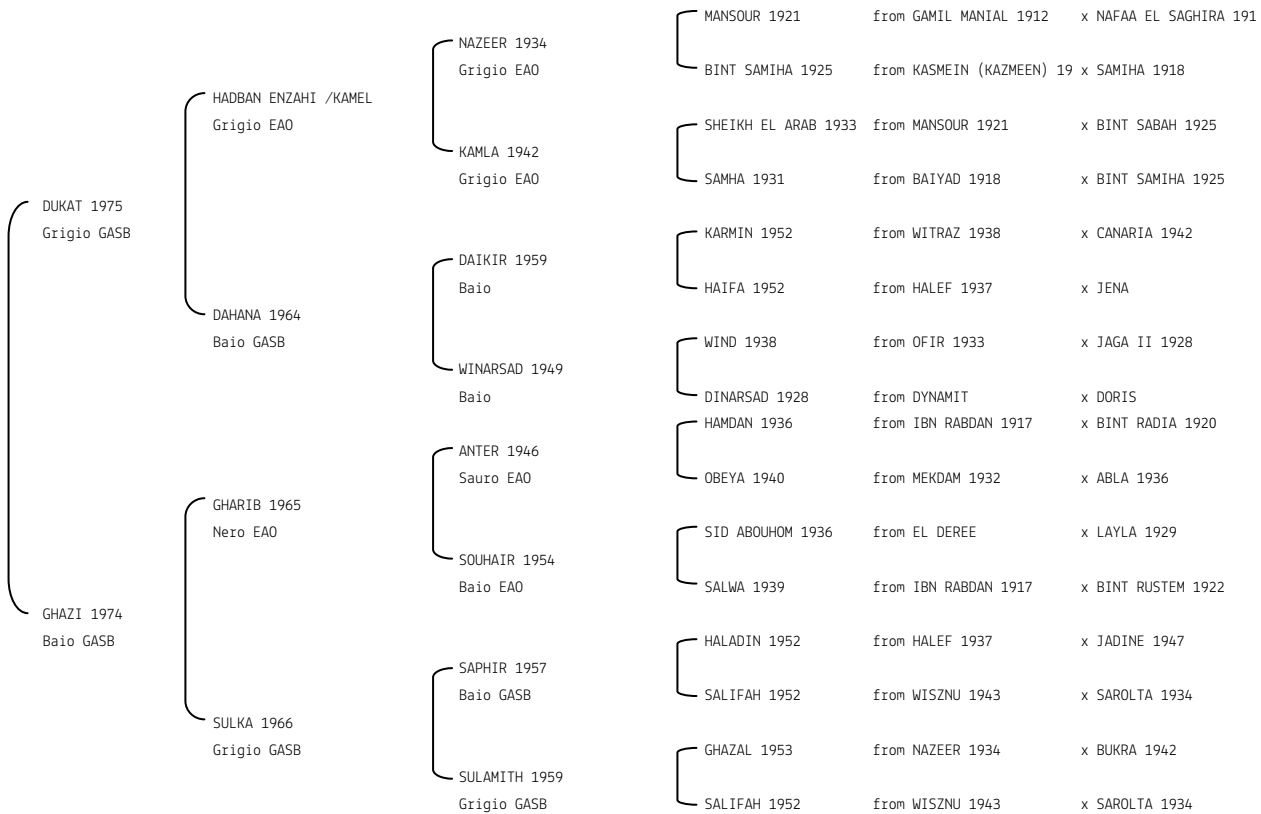 MANSOUR 1921 from GAMIL MANIAL 1912 x NAFAA EL SAGHIRA 191
NAZEER 1934
Grigio EAO
BINT SAMIHA 1925 from KASMEIN (KAZMEEN) 19 x SAMIHA 1918
HADBAN ENZAHI /KAMEL
Grigio EAO
SHEIKH EL ARAB 1933 from MANSOUR 1921 x BINT SABAH 1925
KAMLA 1942
Grigio EAO
SAMHA 1931 from BAIYAD 1918 x BINT SAMIHA 1925
DUKAT 1975
Grigio GASB
KARMIN 1952 from WITRAZ 1938 x CANARIA 1942
DAIKIR 1959
Baio
HAIFA 1952 from HALEF 1937 x JENA
DAHANA 1964
Baio GASB
WIND 1938 from OFIR 1933 x JAGA II 1928
WINARSAD 1949
Baio
DINARSAD 1928 from DYNAMIT x DORIS
HAMDAN 1936 from IBN RABDAN 1917 x BINT RADIA 1920
ANTER 1946
Sauro EAO
OBEYA 1940 from MEKDAM 1932 x ABLA 1936
GHARIB 1965
Nero EAO
SID ABOUHOM 1936 from EL DEREE x LAYLA 1929
SOUHAIR 1954
Baio EAO
SALWA 1939 from IBN RABDAN 1917 x BINT RUSTEM 1922
GHAZI 1974
Baio GASB
HALADIN 1952 from HALEF 1937 x JADINE 1947
SAPHIR 1957
Baio GASB
SALIFAH 1952 from WISZNU 1943 x SAROLTA 1934
SULKA 1966
Grigio GASB
GHAZAL 1953 from NAZEER 1934 x BUKRA 1942
SULAMITH 1959
Grigio GASB
SALIFAH 1952 from WISZNU 1943 x SAROLTA 1934